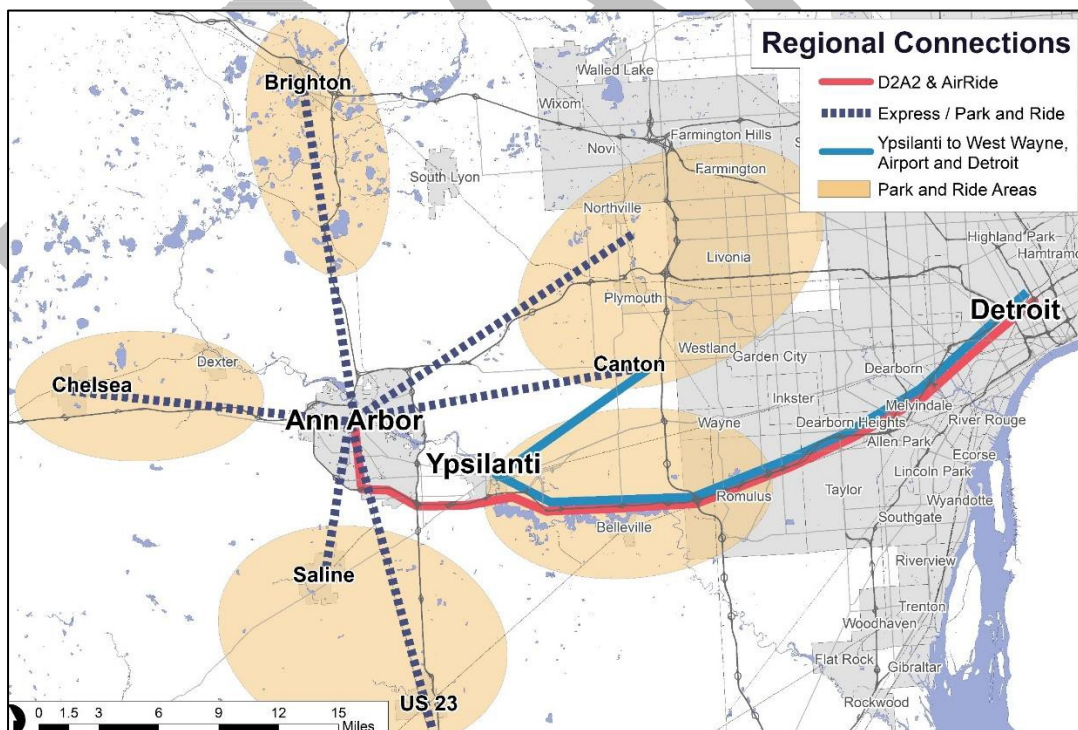 Regional Connections
D2A2 & AirRide
Express / Park and Ride
Ypsilanti to West Wayne,
Airport and Detroit
Park and Ride Areas
Brighton
Walled Lake
Wixom
Farmington Hills
Novi
Farmington
South Lyon
Northville
Highland Park
Hamtram
Livonia
Plymouth
Detroit
Westland
Garden City
Canton
Dearborn
Dexter
Chelsea
Inkster
Melvindale
Ann Arbor
Wayne
Dearborn Heights
River Rouge
Allen Park
Ecorse
Ypsilanti
Lincoln Park
Romulus
Taylor
Wyandotte
Belleville
Southgate
Riverview
Saline
Trenton
Woodhaven
Flat Rock
Gibraltar
US 23
Rockwood
0 1.5 3 6 9 12 15
Miles